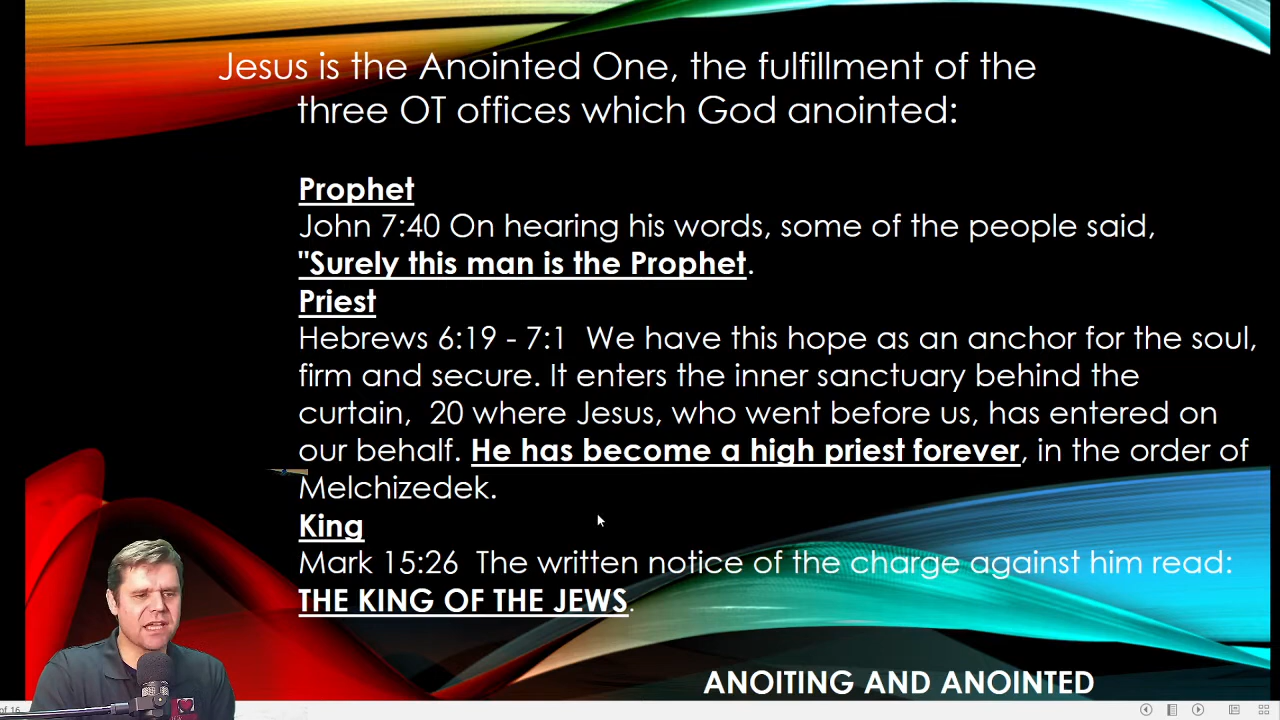 Jesus is the Anointed One, the fulfillment of the
three OT offices which God anointed:
Prophet
John 7:40 On hearing his words, some of the people said,
"Surely this man is the Prophet.
Priest
Hebrews 6:19 - 7:1 We have this hope as an anchor for the soul,
firm and secure. It enters the inner sanctuary behind the
curtain, 20 where Jesus, who went before us, has entered on
our behalf. He has become a high priest forever, in the order of
Melchizedek.
King
Mark 15:26 The written notice of the charge against him read:
THE KING OF THE JEWS.
ANOITING AND ANOINTED
of 16